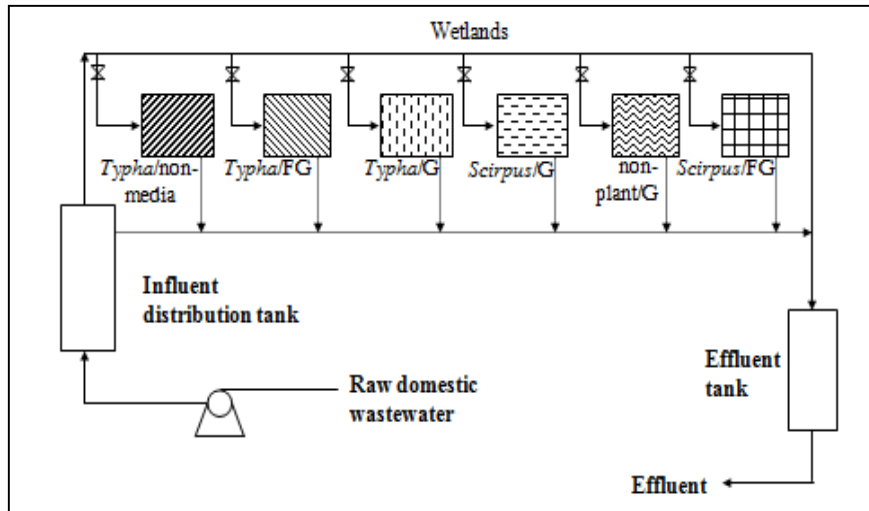 Wetlands
Typha/non-
media
Typha/FG
Typha/G
Scirpus/G
non-
plant/G
Scirpus/FG
Influent
distribution tank
Raw domestic
wastewater
Effluent
tank
Effluent